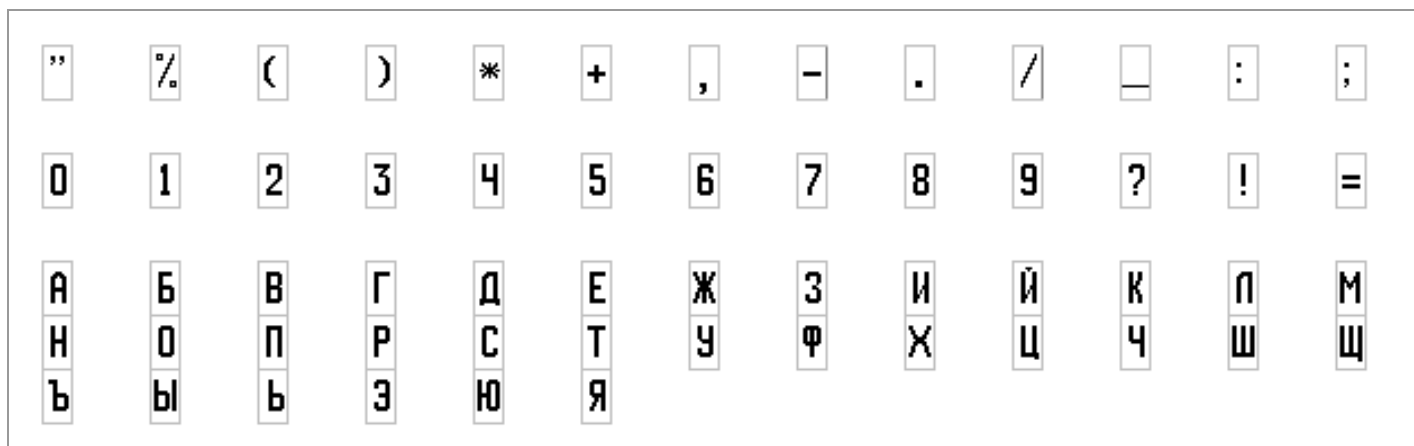 " % ( ) * + , - . / _ : ;
0 1 2 3 4 5 6 7 8 9 ? ! =
А Б В Г Д Е Ж З И Й К Л М
Н О П Р С Т У Ф Х Ц Ч Ш Щ
Ъ Ы Ь Э Ю Я